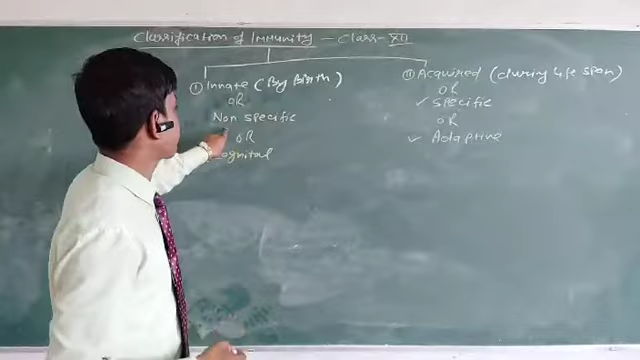 Classification of Immunity - Class- XII
① Innate (By Birth)
OR
Non specific
OR
ognital
② Acquired (during life span)
OR
✓ specific
OR
✓ Adaptive